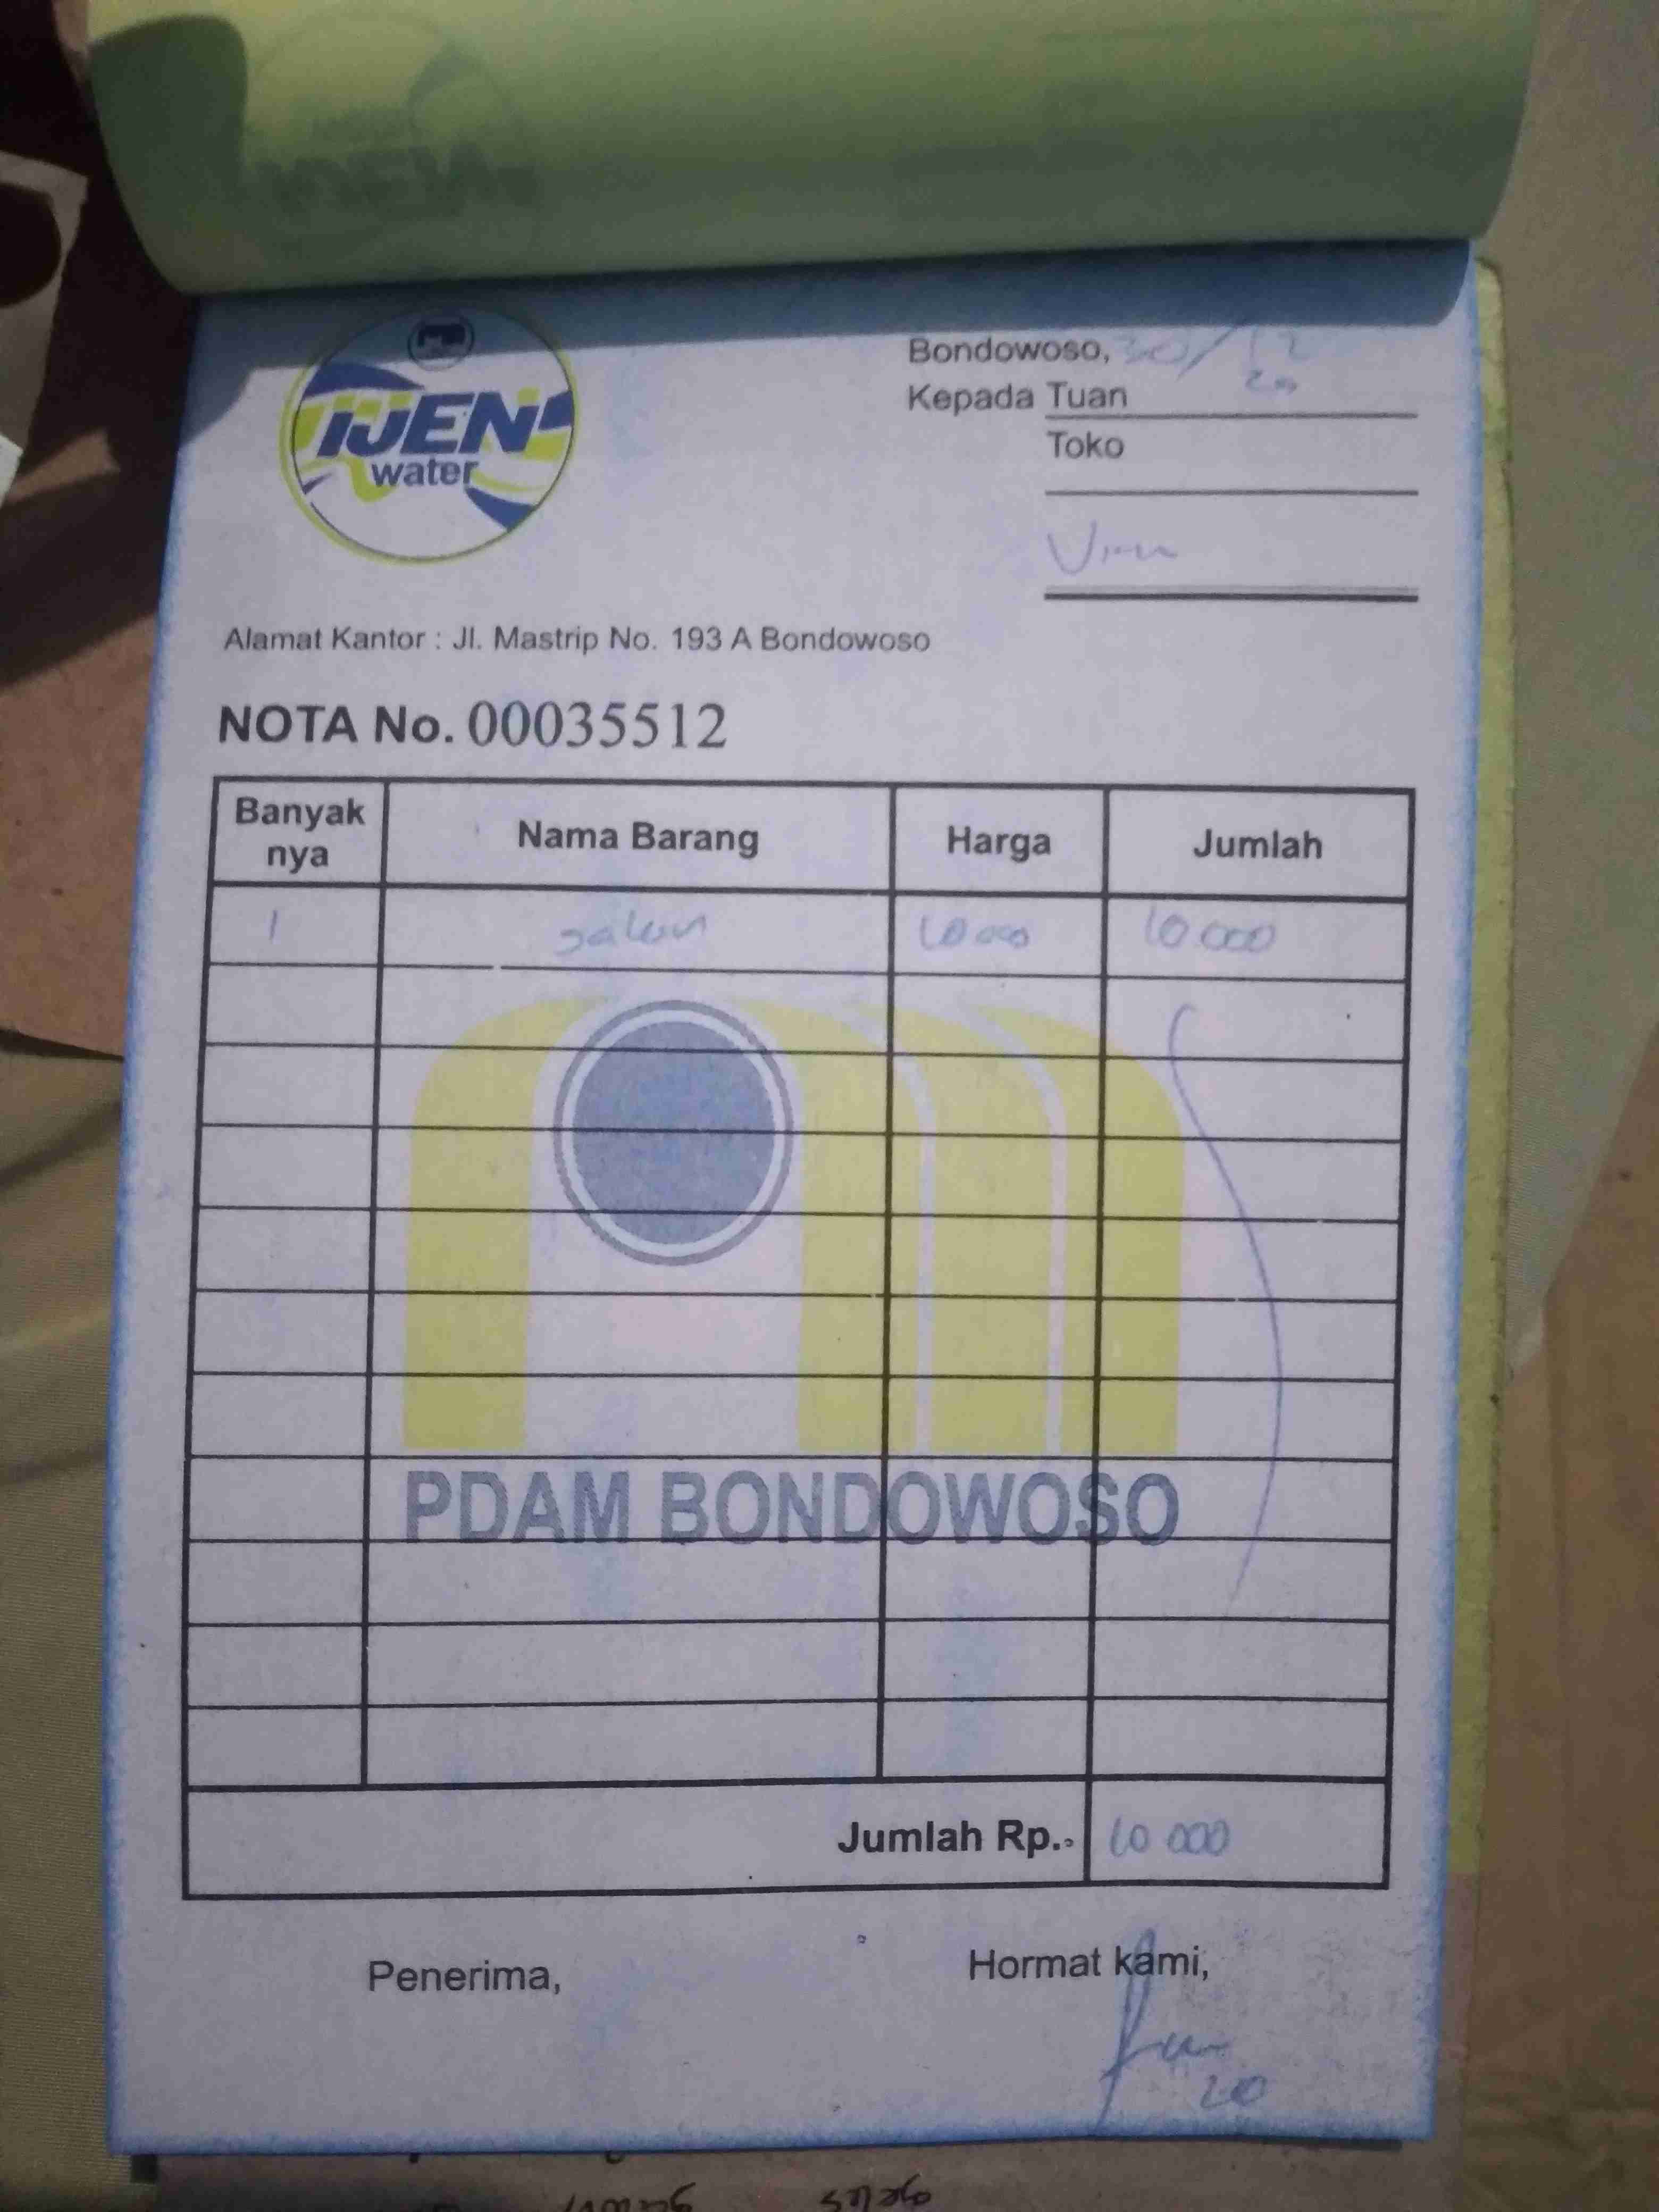 IJEN
water
Bondowoso, 30/12
20
Kepada Tuan
Toko
Alamat Kantor : Jl. Mastrip No. 193 A Bondowoso
NOTA No. 00035512
Banyak nya Nama Barang Harga Jumlah
1 galon 10 000 10 000
PDAM BONDOWOSO
Jumlah Rp.. 10 000
Penerima, Hormat kami,